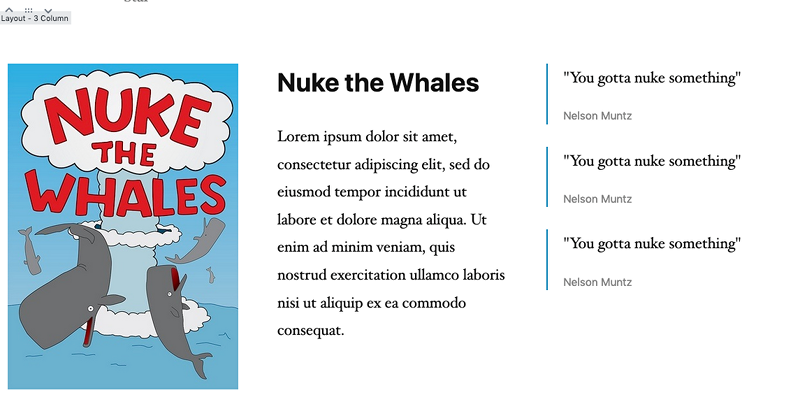 Layout - 3 Column
NUKE
THE
WHALES
Nuke the Whales
Lorem ipsum dolor sit amet,
consectetur adipiscing elit, sed do
eiusmod tempor incididunt ut
labore et dolore magna aliqua. Ut
enim ad minim veniam, quis
nostrud exercitation ullamco laboris
nisi ut aliquip ex ea commodo
consequat.
"You gotta nuke something"
Nelson Muntz
"You gotta nuke something"
Nelson Muntz
"You gotta nuke something"
Nelson Muntz